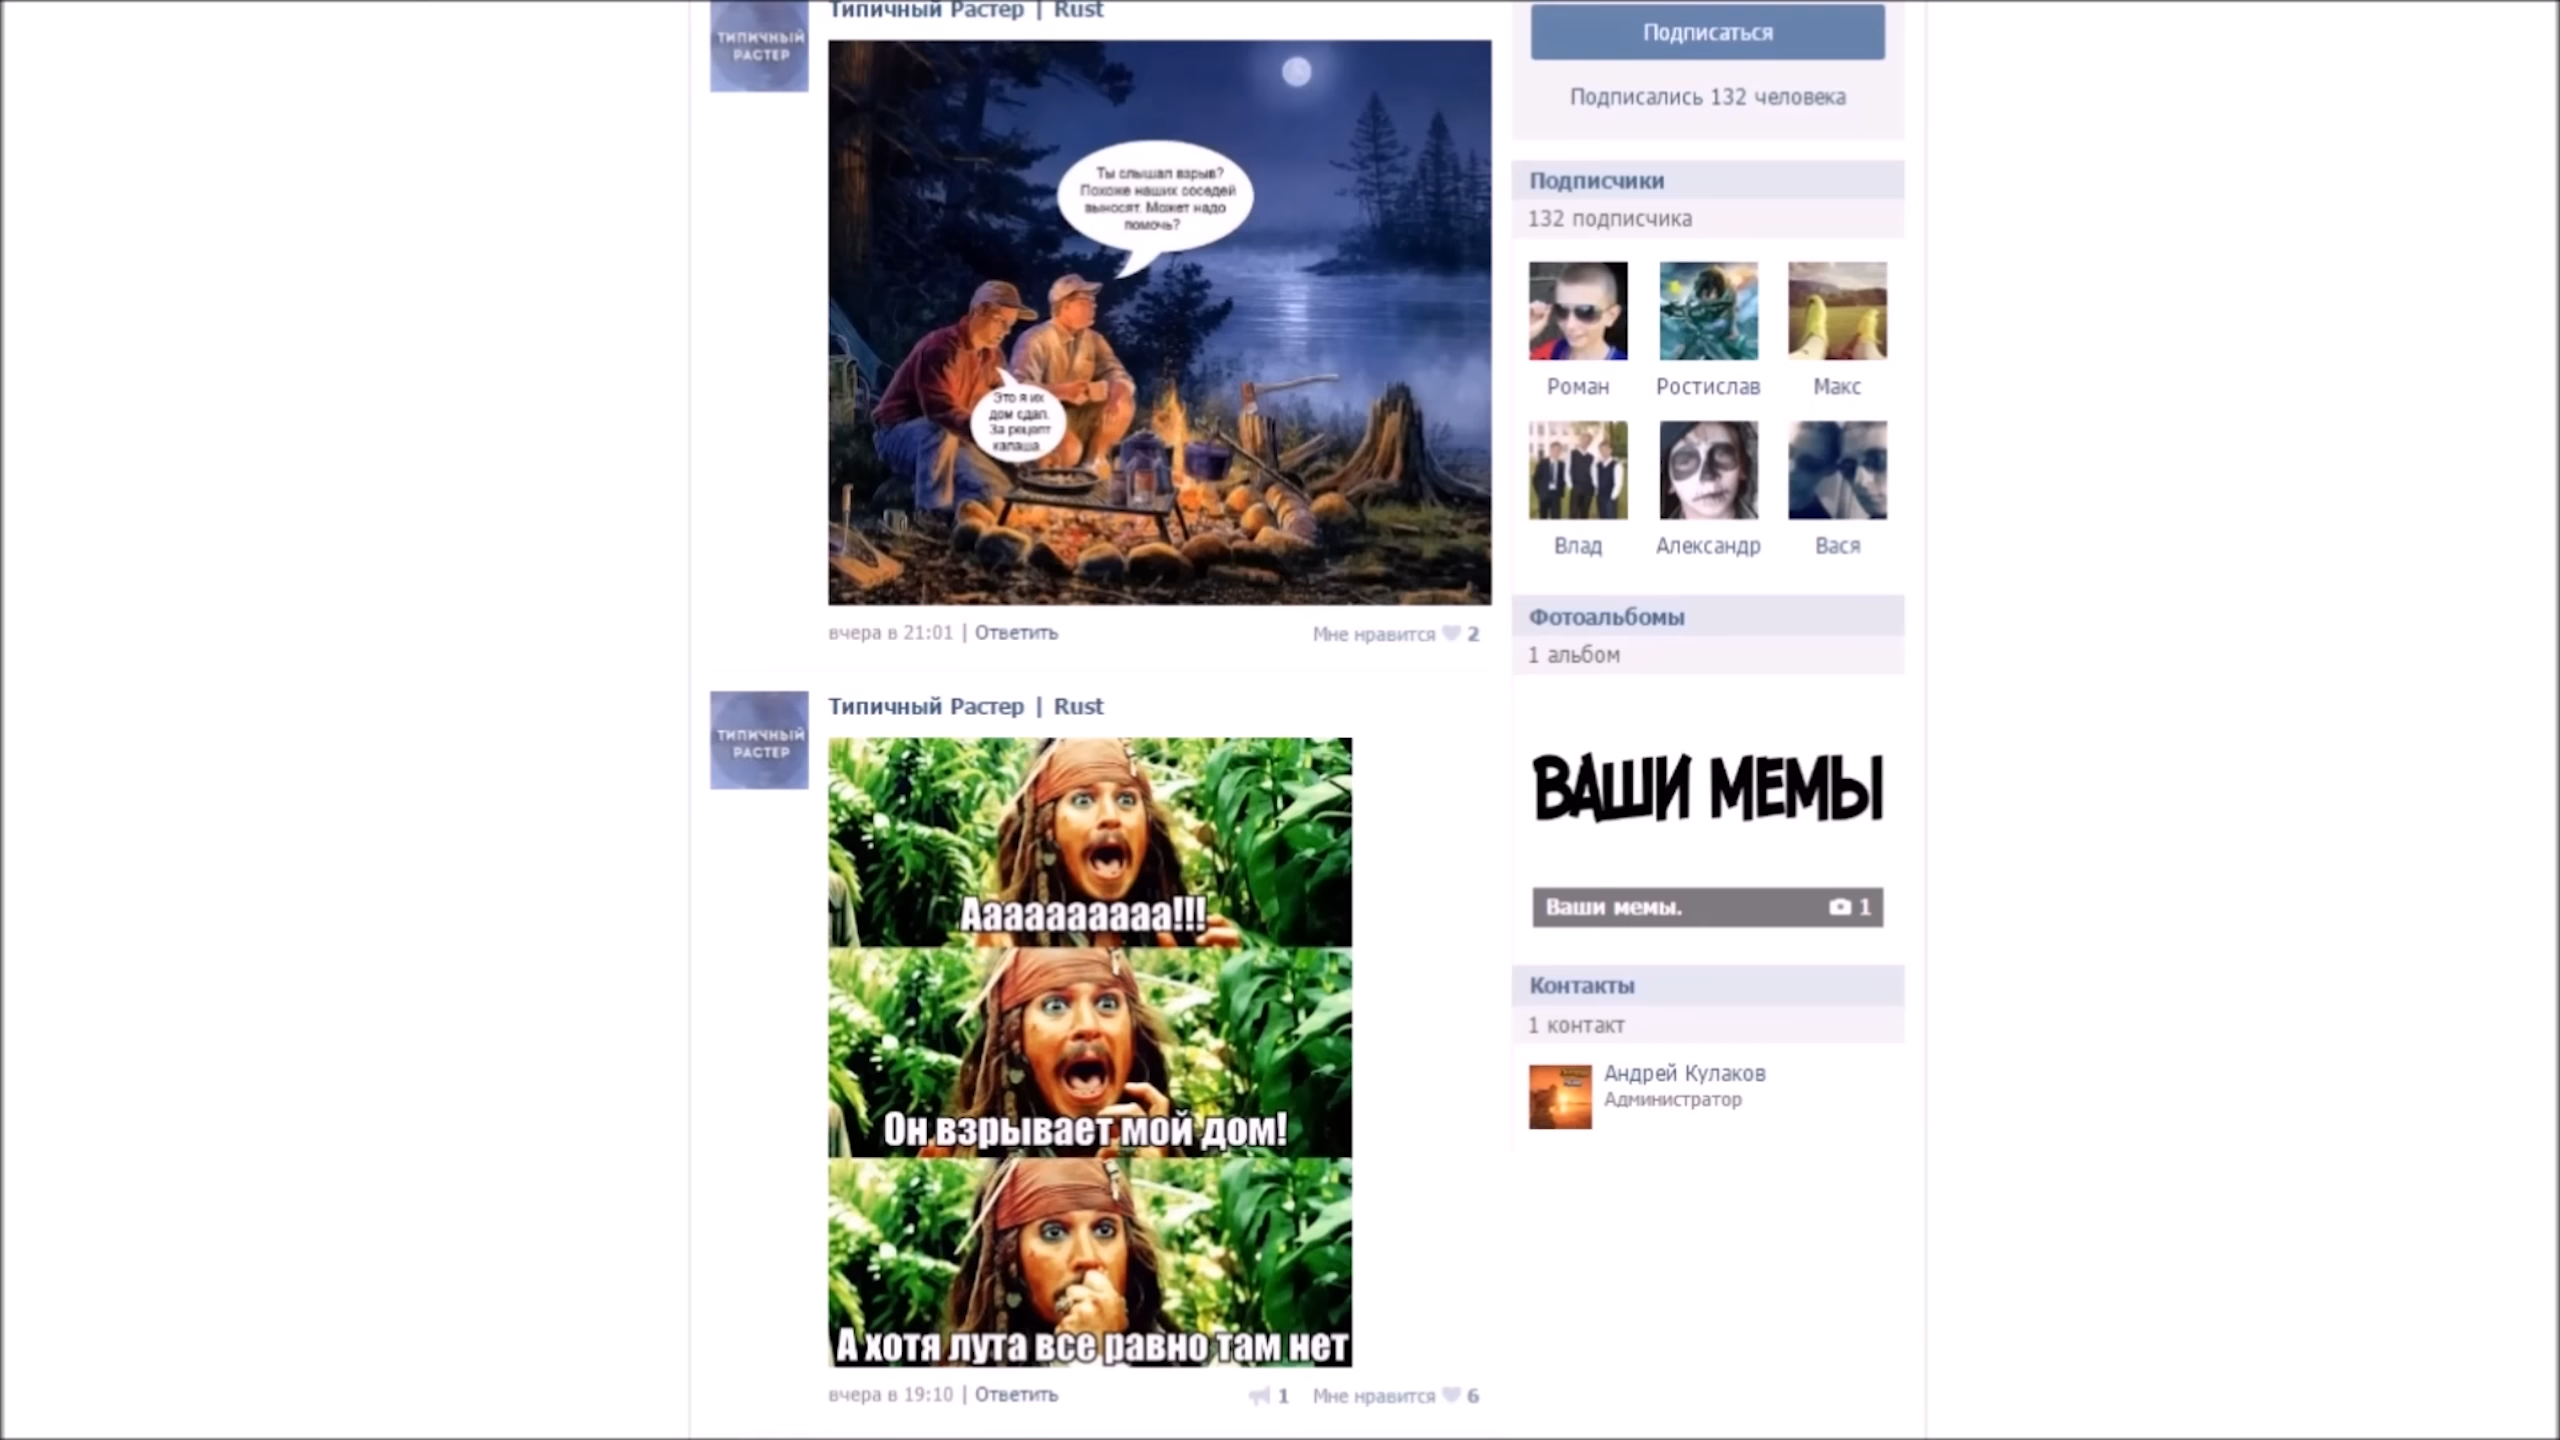 Типичный Растер | Rust
ТИПИЧНЫЙ
РАСТЕР
Ты слышал взрыв?
Похоже наших соседей
выносят. Может надо
помочь?
Это я их
дом сдал.
За рецепт
калаша.
вчера в 21:01 | Ответить
Мне нравится 2
Типичный Растер | Rust
ТИПИЧНЫЙ
РАСТЕР
Аааааааааа!!!
Он взрывает мой дом!
А хотя лута все равно там нет
вчера в 19:10 | Ответить
1 Мне нравится 6
Подписаться
Подписались 132 человека
Подписчики
132 подписчика
Роман Ростислав Макс
Влад Александр Вася
Фотоальбомы
1 альбом
ВАШИ МЕМЫ
Ваши мемы. 1
Контакты
1 контакт
Андрей Кулаков
Администратор